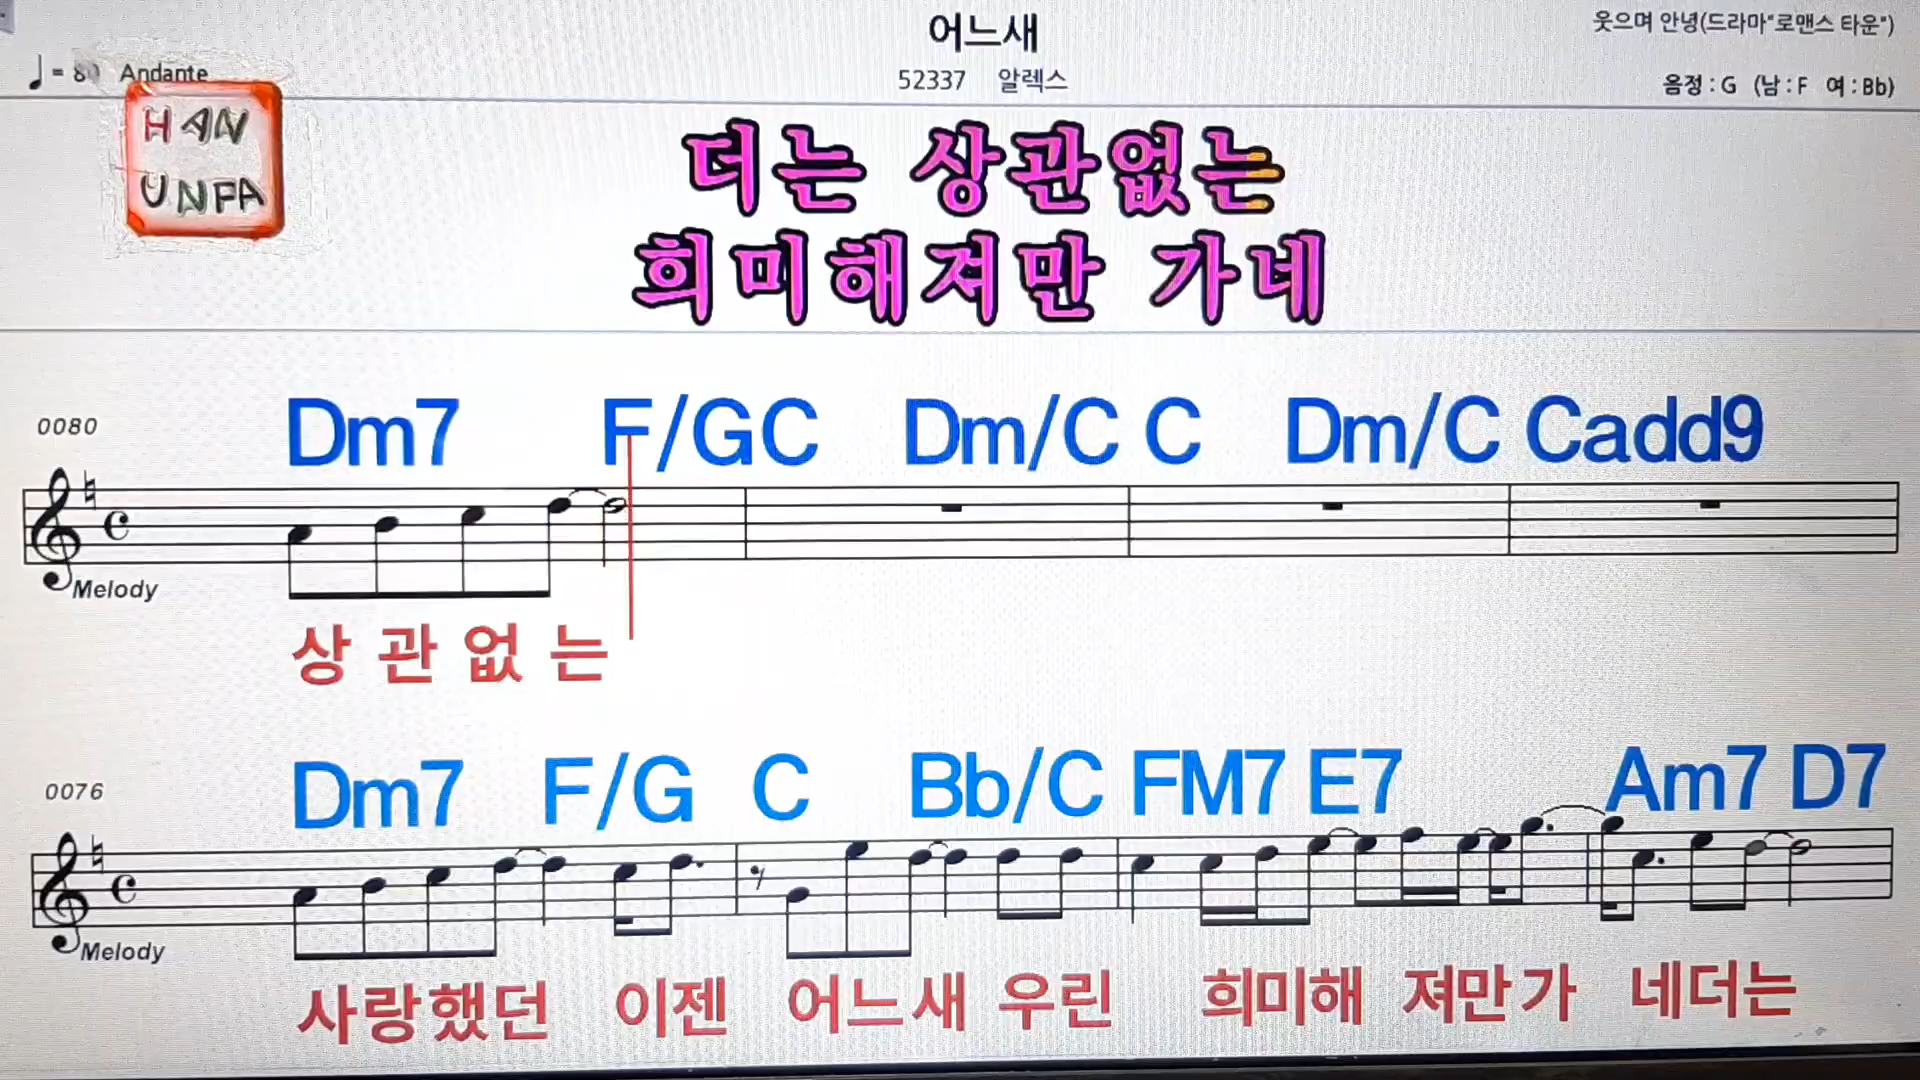 어느새
웃으며 안녕(드라마"로맨스 타운")
= 80 Andante
52337 알렉스
음정 : G (남 : F 여 : Bb)
HAN
UNFA
더는 상관없는
희미해져만 가네
0080
Dm7 F/G C Dm/C C Dm/C Cadd9
Melody
상 관 없 는
0076
Dm7 F/G C Bb/C FM7 E7 Am7 D7
Melody
사랑했던 이젠 어느새 우린 희미해 져만가 네더는